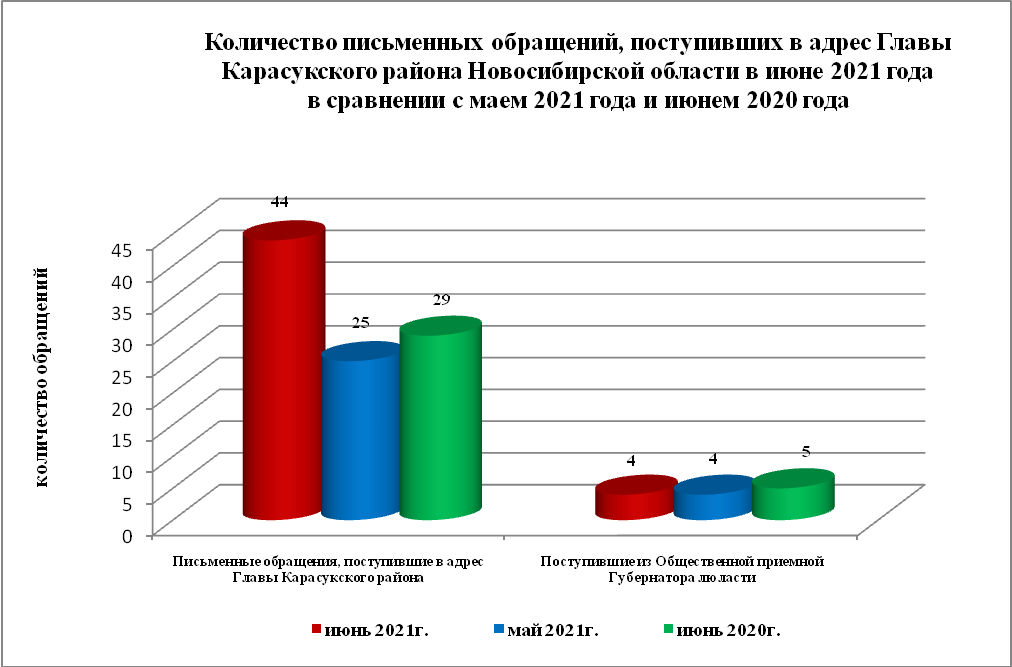 Количество письменных обращений, поступивших в адрес Главы
Карасукского района Новосибирской области в июне 2021 года
в сравнении с маем 2021 года и июнем 2020 года
44
25
29
4
4
5
45
40
35
30
25
20
15
10
5
0
количество обращений
Письменные обращения, поступившие в адрес
Главы Карасукского района
Поступившие из Общественной приемной
Губернатора люласти
июнь 2021г.
май 2021г.
июнь 2020г.